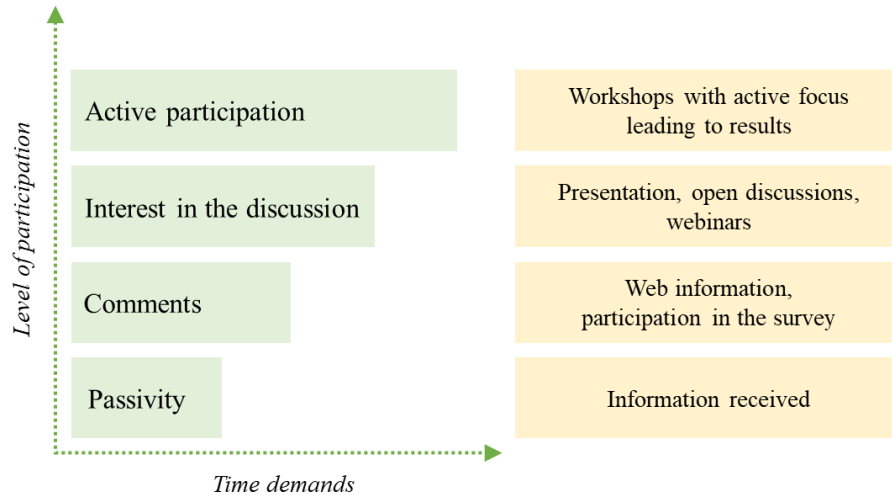 Level of participation
Active participation
Workshops with active focus
leading to results
Interest in the discussion
Presentation, open discussions,
webinars
Comments
Web information,
participation in the survey
Passivity
Information received
Time demands